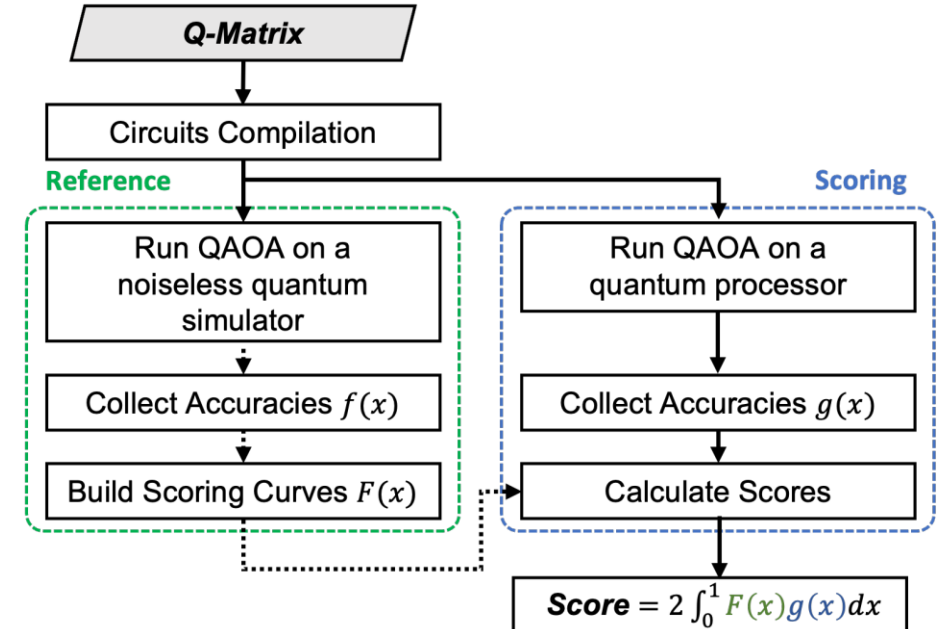 Q-Matrix
Circuits Compilation
Reference
Scoring
Run QAOA on a
noiseless quantum
simulator
Run QAOA on a
quantum processor
Collect Accuracies f(x)
Collect Accuracies g(x)
Build Scoring Curves F(x)
Calculate Scores
Score = 2 ∫₀¹ F(x)g(x)dx